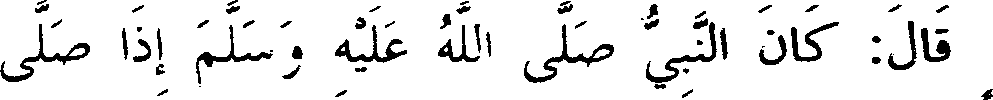 قَالَ: كَانَ النَّبِيُّ صَلَّى اللَّهُ عَلَيْهِ وَسَلَّمَ إِذَا صَلَّى